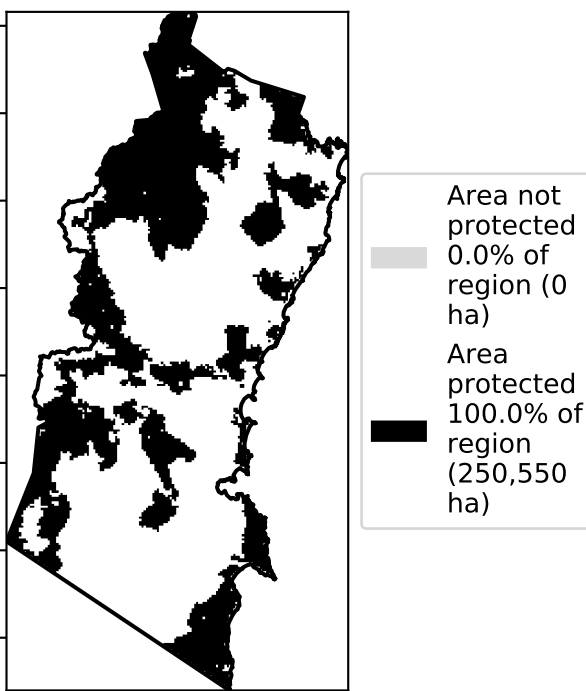 Area not
protected
0.0% of
region (0
ha)
Area
protected
100.0% of
region
(250,550
ha)